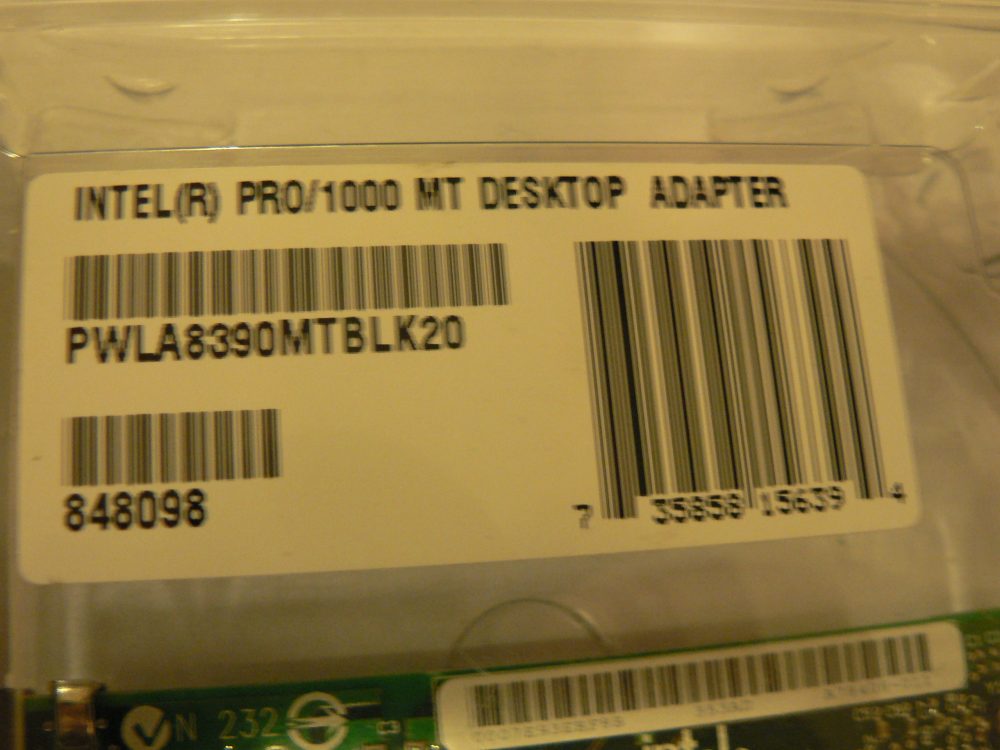 INTEL(R) PRO/1000 MT DESKTOP ADAPTER
PWLA8390MTBLK20
848098
7 35858 15639 4
N 232